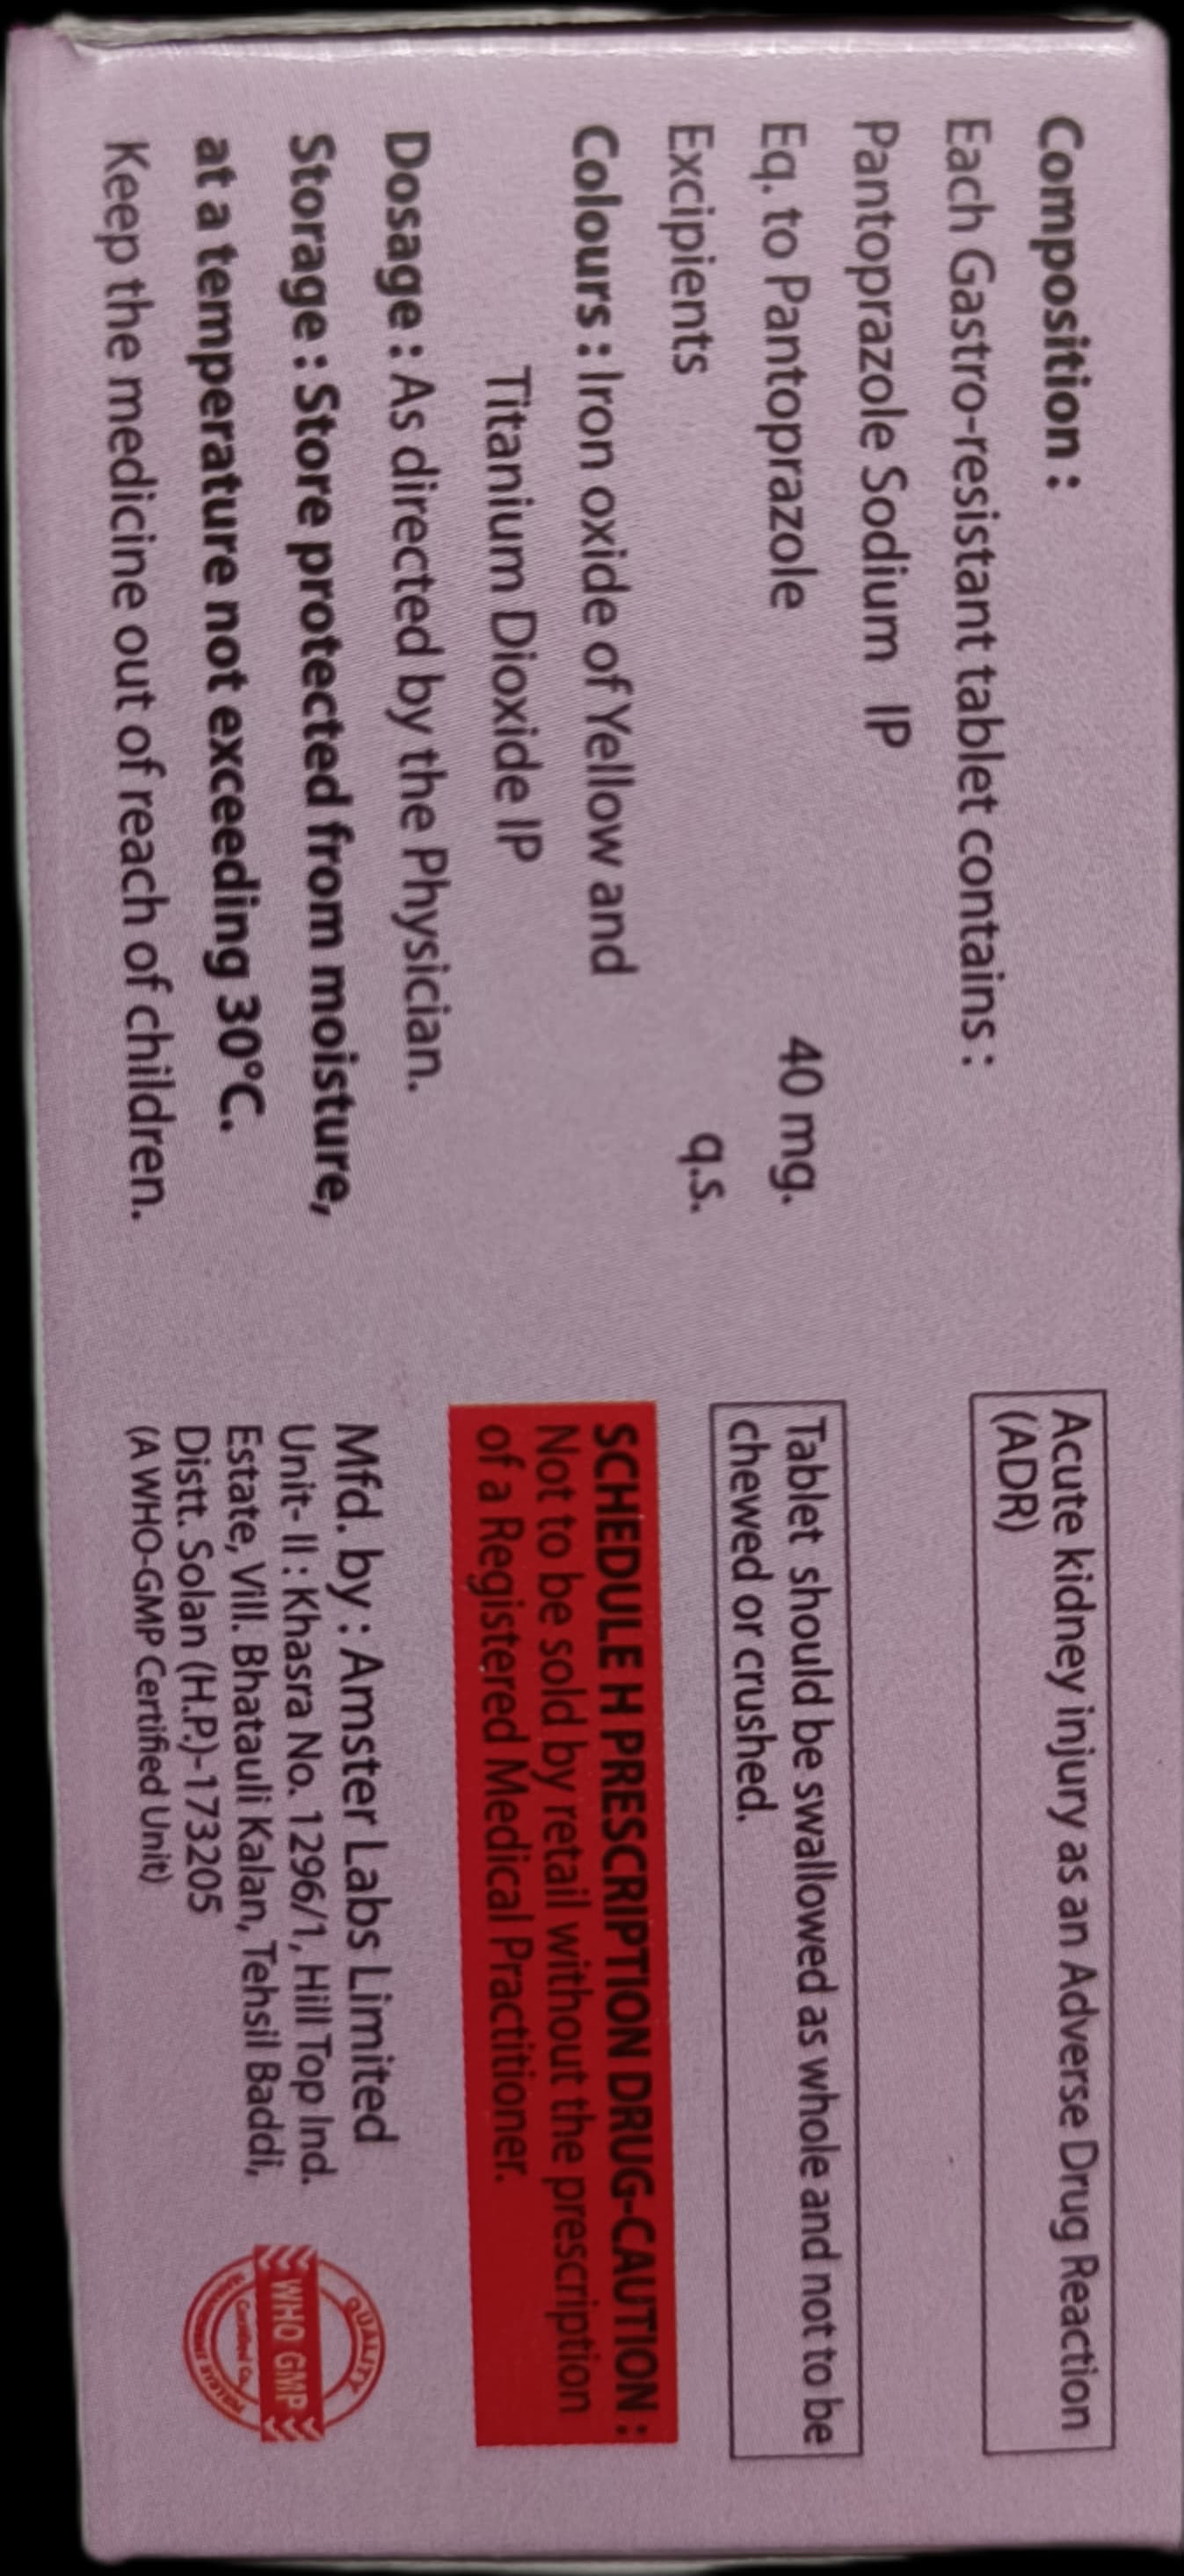 Composition :
Each Gastro-resistant tablet contains :
Pantoprazole Sodium IP
Eq. to Pantoprazole 40 mg.
Excipients q.s.
Colours : Iron oxide of Yellow and
Titanium Dioxide IP
Dosage : As directed by the Physician.
Storage : Store protected from moisture,
at a temperature not exceeding 30°C.
Keep the medicine out of reach of children.
Acute kidney injury as an Adverse Drug Reaction
(ADR)
Tablet should be swallowed as whole and not to be
chewed or crushed.
SCHEDULE H PRESCRIPTION DRUG-CAUTION :
Not to be sold by retail without the prescription
of a Registered Medical Practitioner.
Mfd. by : Amster Labs Limited
Unit- II : Khasra No. 1296/1, Hill Top Ind.
Estate, Vill. Bhatauli Kalan, Tehsil Baddi,
Distt. Solan (H.P.)-173205
(A WHO-GMP Certified Unit)
QUALITY
WHO GMP
Certified Co.
MANAGEMENT SYSTEM